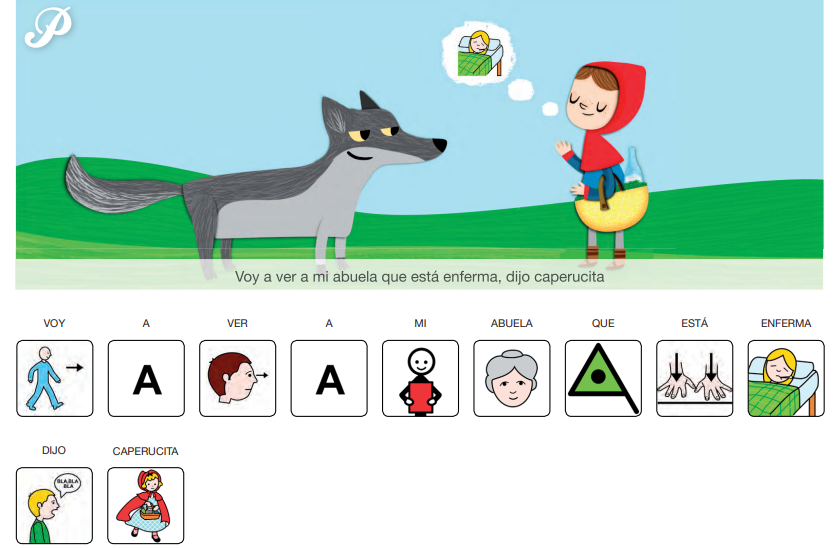 P
Voy a ver a mi abuela que está enferma, dijo caperucita
VOY A VER A MI ABUELA QUE ESTÁ ENFERMA
A A
DIJO CAPERUCITA
BLA,BLA
BLA